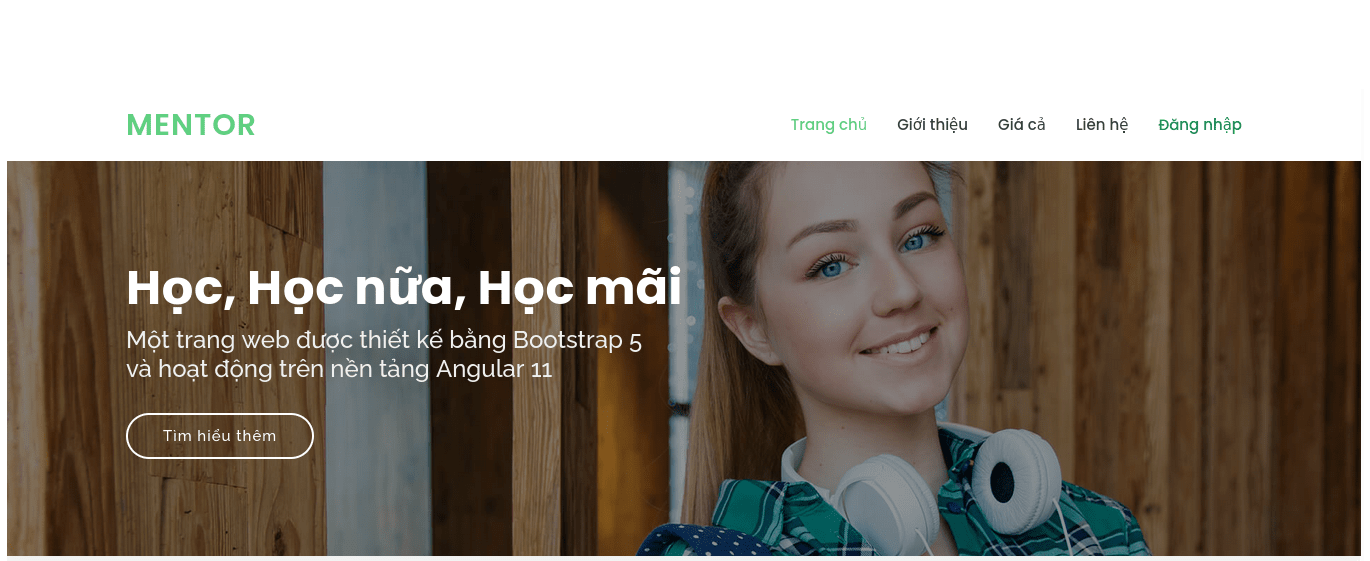 MENTOR
Trang chủ Giới thiệu Giá cả Liên hệ Đăng nhập
Học, Học nữa, Học mãi
Một trang web được thiết kế bằng Bootstrap 5
và hoạt động trên nền tảng Angular 11
Tìm hiểu thêm